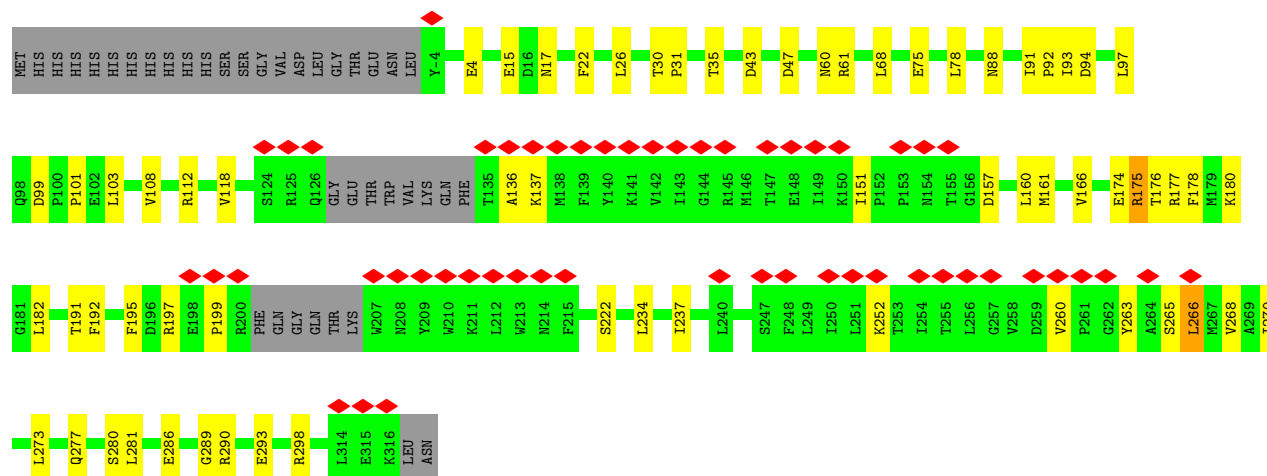 MET HIS HIS HIS HIS HIS HIS HIS HIS HIS HIS SER SER GLY VAL ASP LEU GLY THR GLU ASN LEU Y-4 E4 E15 D16 N17 F22 L26 T30 P31 T35 D43 D47 N60 R61 L68 E75 L78 N88 I91 P92 I93 D94 L97
Q98 D99 P100 P101 E102 L103 V108 R112 V118 S124 R125 Q126 GLY GLU THR TRP VAL LYS GLN PHE T135 A136 K137 M138 F139 Y140 K141 V142 I143 G144 R145 M146 T147 E148 I149 K150 I151 P152 P153 N154 T155 G156 D157 L160 M161 V166 E174 R175 T176 R177 F178 M179 K180
G181 L182 T191 F192 F195 D196 R197 E198 P199 R200 PHE GLN GLY GLN THR LYS W207 N208 Y209 W210 K211 L212 W213 N214 F215 S222 L234 I237 L240 S247 F248 L249 I250 L251 K252 T253 I254 T255 L256 G257 V258 D259 V260 P261 G262 Y263 A264 S265 L266 M267 V268 A269 I270
L273 Q277 S280 L281 E286 G289 R290 E293 R298 L314 E315 K316 LEU ASN